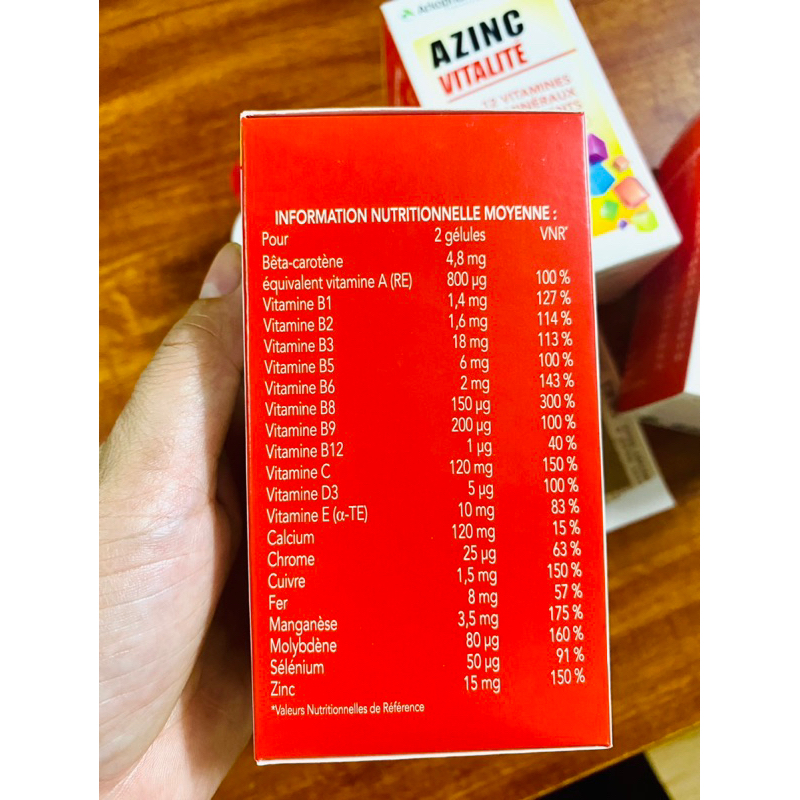 AZINC
VITALITE
12 VITAMINES
INFORMATION NUTRITIONNELLE MOYENNE :
Pour 2 gélules VNR*
Bêta-carotène 4,8 mg
équivalent vitamine A (RE) 800 µg 100 %
Vitamine B1 1,4 mg 127 %
Vitamine B2 1,6 mg 114 %
Vitamine B3 18 mg 113 %
Vitamine B5 6 mg 100 %
Vitamine B6 2 mg 143 %
Vitamine B8 150 µg 300 %
Vitamine B9 200 µg 100 %
Vitamine B12 1 µg 40 %
Vitamine C 120 mg 150 %
Vitamine D3 5 µg 100 %
Vitamine E (α-TE) 10 mg 83 %
Calcium 120 mg 15 %
Chrome 25 µg 63 %
Cuivre 1,5 mg 150 %
Fer 8 mg 57 %
Manganèse 3,5 mg 175 %
Molybdène 80 µg 160 %
Sélénium 50 µg 91 %
Zinc 15 mg 150 %
*Valeurs Nutritionnelles de Référence